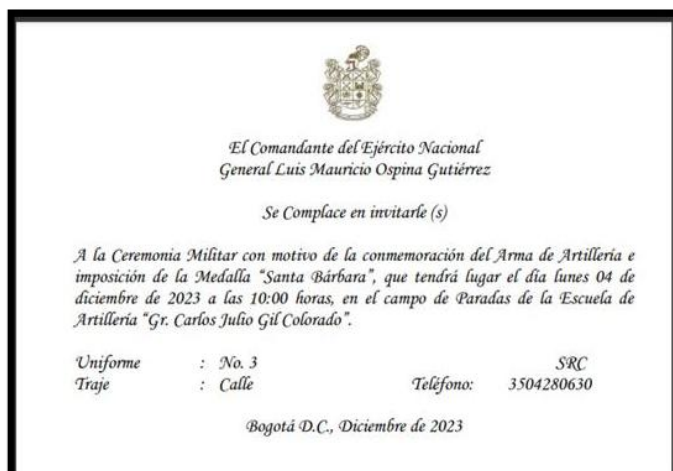 El Comandante del Ejército Nacional
General Luis Mauricio Ospina Gutiérrez
Se Complace en invitarle (s)
A la Ceremonia Militar con motivo de la conmemoración del Arma de Artillería e
imposición de la Medalla “Santa Bárbara”, que tendrá lugar el día lunes 04 de
diciembre de 2023 a las 10:00 horas, en el campo de Paradas de la Escuela de
Artillería “Gr. Carlos Julio Gil Colorado”.
Uniforme : No. 3 SRC
Traje : Calle Teléfono: 3504280630
Bogotá D.C., Diciembre de 2023